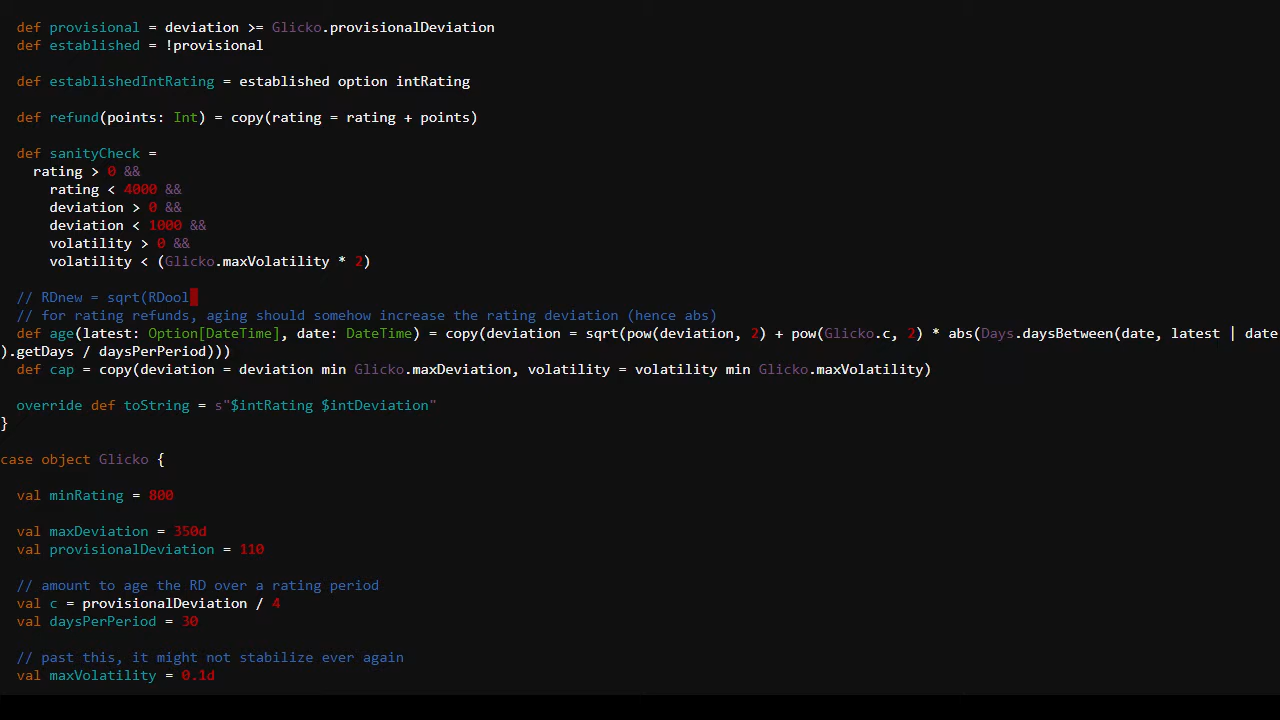 def provisional = deviation >= Glicko.provisionalDeviation
def established = !provisional
def establishedIntRating = established option intRating
def refund(points: Int) = copy(rating = rating + points)
def sanityCheck =
rating > 0 &&
rating < 4000 &&
deviation > 0 &&
deviation < 1000 &&
volatility > 0 &&
volatility < (Glicko.maxVolatility * 2)
// RDnew = sqrt(RDool
// for rating refunds, aging should somehow increase the rating deviation (hence abs)
def age(latest: Option[DateTime], date: DateTime) = copy(deviation = sqrt(pow(deviation, 2) + pow(Glicko.c, 2) * abs(Days.daysBetween(date, latest | date
).getDays / daysPerPeriod)))
def cap = copy(deviation = deviation min Glicko.maxDeviation, volatility = volatility min Glicko.maxVolatility)
override def toString = s"$intRating $intDeviation"
}
case object Glicko {
val minRating = 800
val maxDeviation = 350d
val provisionalDeviation = 110
// amount to age the RD over a rating period
val c = provisionalDeviation / 4
val daysPerPeriod = 30
// past this, it might not stabilize ever again
val maxVolatility = 0.1d